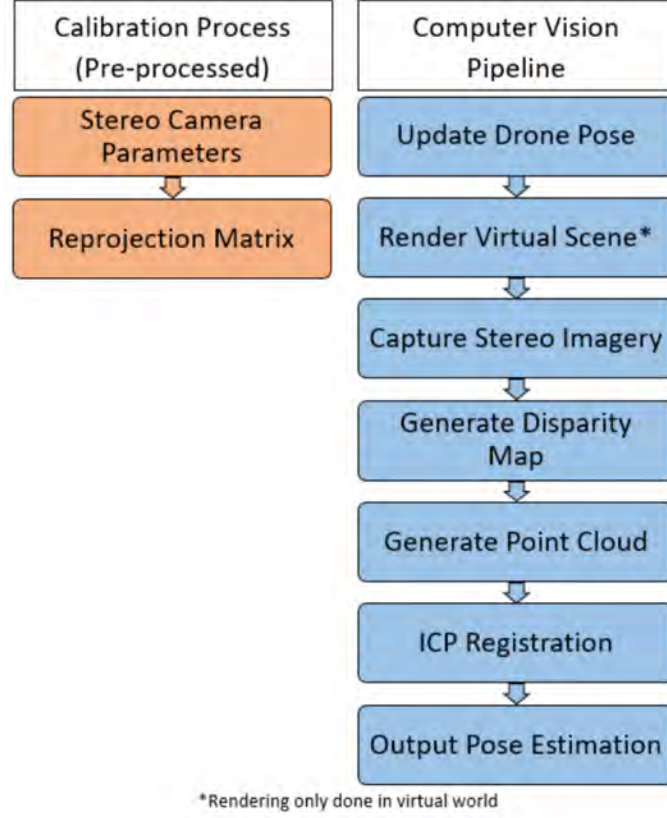 Calibration Process
(Pre-processed)
Stereo Camera
Parameters
Reprojection Matrix
Computer Vision
Pipeline
Update Drone Pose
Render Virtual Scene*
Capture Stereo Imagery
Generate Disparity
Map
Generate Point Cloud
ICP Registration
Output Pose Estimation
*Rendering only done in virtual world